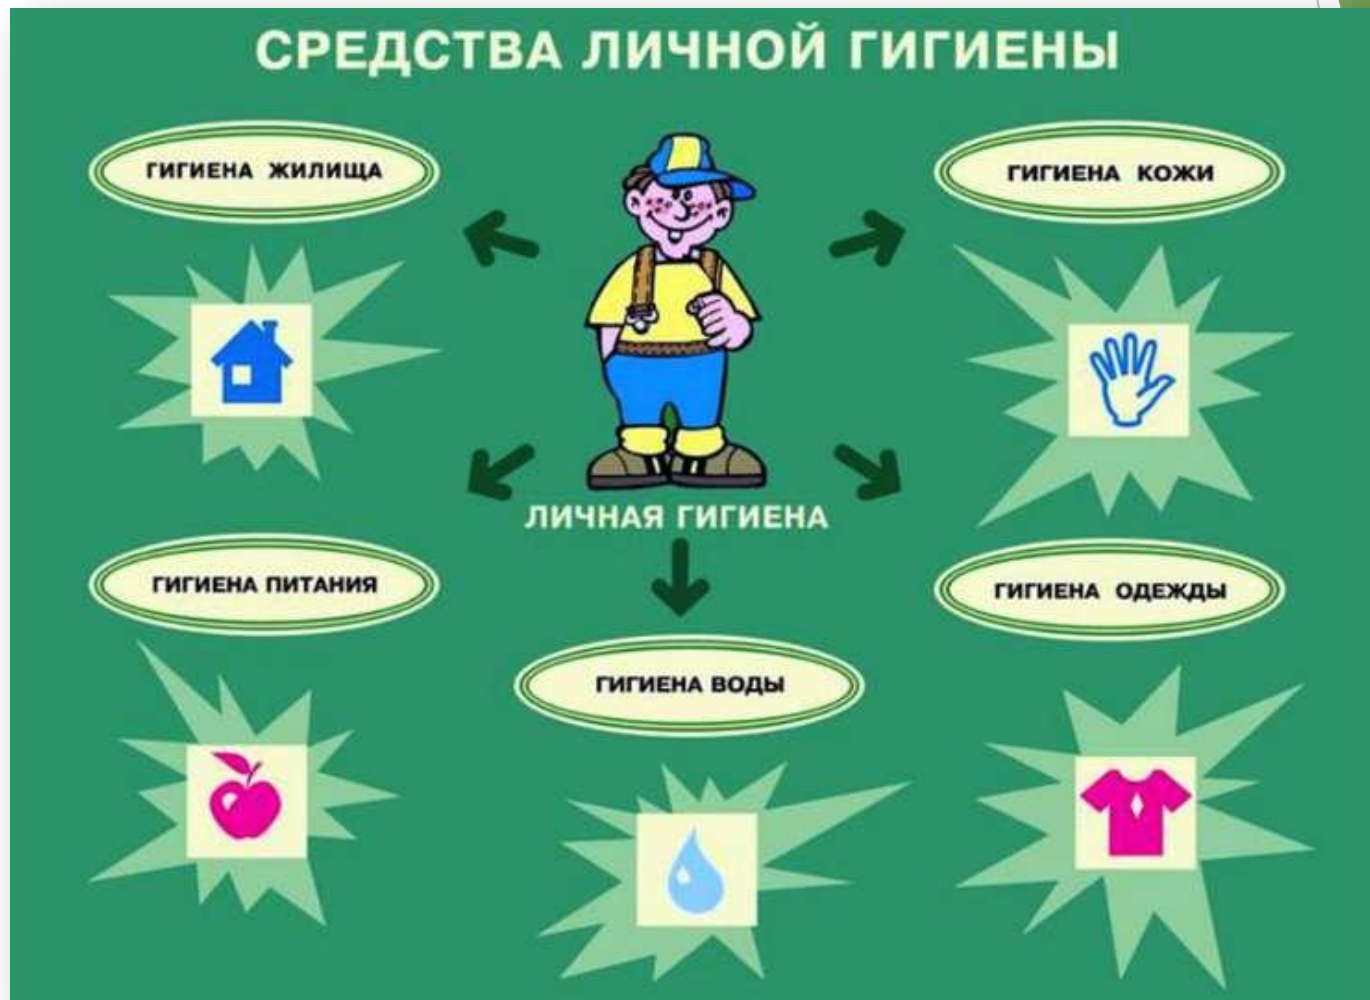 СРЕДСТВА ЛИЧНОЙ ГИГИЕНЫ
ГИГИЕНА ЖИЛИЩА
ГИГИЕНА КОЖИ
ЛИЧНАЯ ГИГИЕНА
ГИГИЕНА ПИТАНИЯ
ГИГИЕНА ОДЕЖДЫ
ГИГИЕНА ВОДЫ